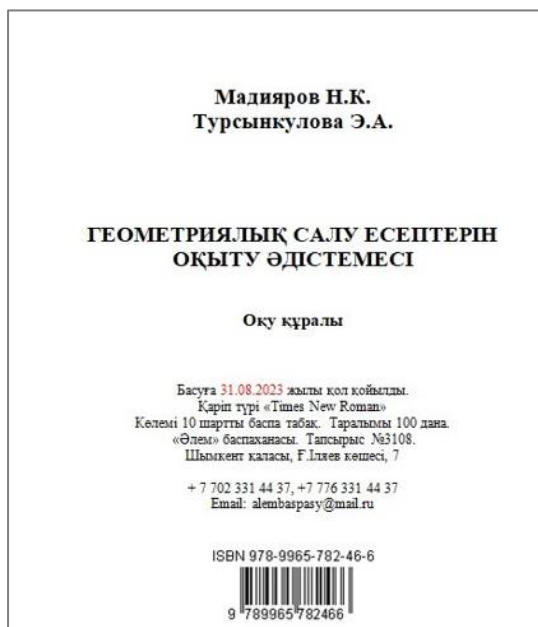 Мадияров Н.К.
Турсынкулова Э.А.
ГЕОМЕТРИЯЛЫҚ САЛУ ЕСЕПТЕРІН
ОҚЫТУ ӘДІСТЕМЕСІ
Оқу құралы
Басуға 31.08.2023 жылы қол қойылды.
Қаріп түрі «Times New Roman»
Көлемі 10 шартты баспа табақ. Таралымы 100 дана.
«Әлем» баспаханасы. Тапсырыс №3108.
Шымкент қаласы, Ғ.Іляев көшесі, 7
+ 7 702 331 44 37, +7 776 331 44 37
Email: alembaspasy@mail.ru
ISBN 978-9965-782-46-6
9 789965 782466